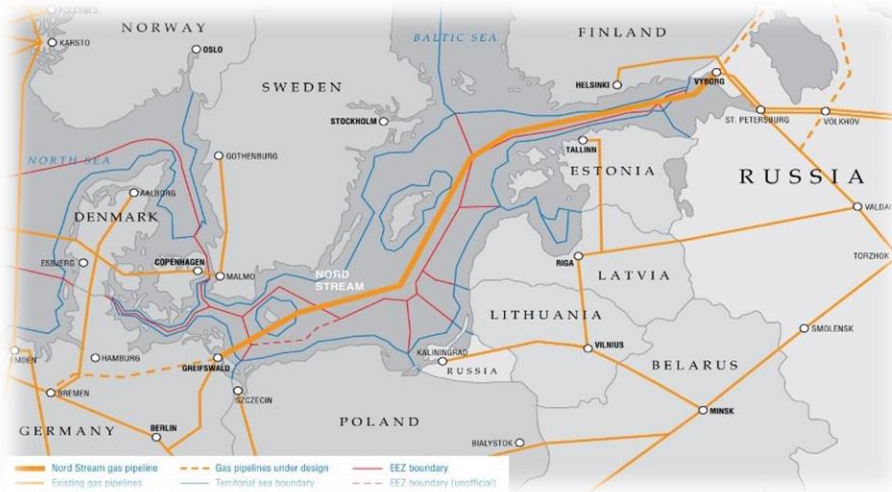 NORWAY
BALTIC SEA
FINLAND
KARSTO
OSLO
SWEDEN
HELSINKI
VYBORG
STOCKHOLM
ST. PETERSBURG
VOLKHOV
NORTH SEA
GOTHENBURG
TALLINN
ESTONIA
RUSSIA
AALBORG
DENMARK
VALDAI
ESBJERG
COPENHAGEN
MALMO
NORD
STREAM
RIGA
LATVIA
TORZHOK
LITHUANIA
SMOLENSK
EMDEN
HAMBURG
GREIFSWALD
KALININGRAD
RUSSIA
VILNIUS
BELARUS
BREMEN
SZCZECIN
MINSK
GERMANY
BERLIN
POLAND
BIALYSTOK
Nord Stream gas pipeline
Gas pipelines under design
EEZ boundary
Existing gas pipelines
Territorial sea boundary
EEZ boundary (unofficial)